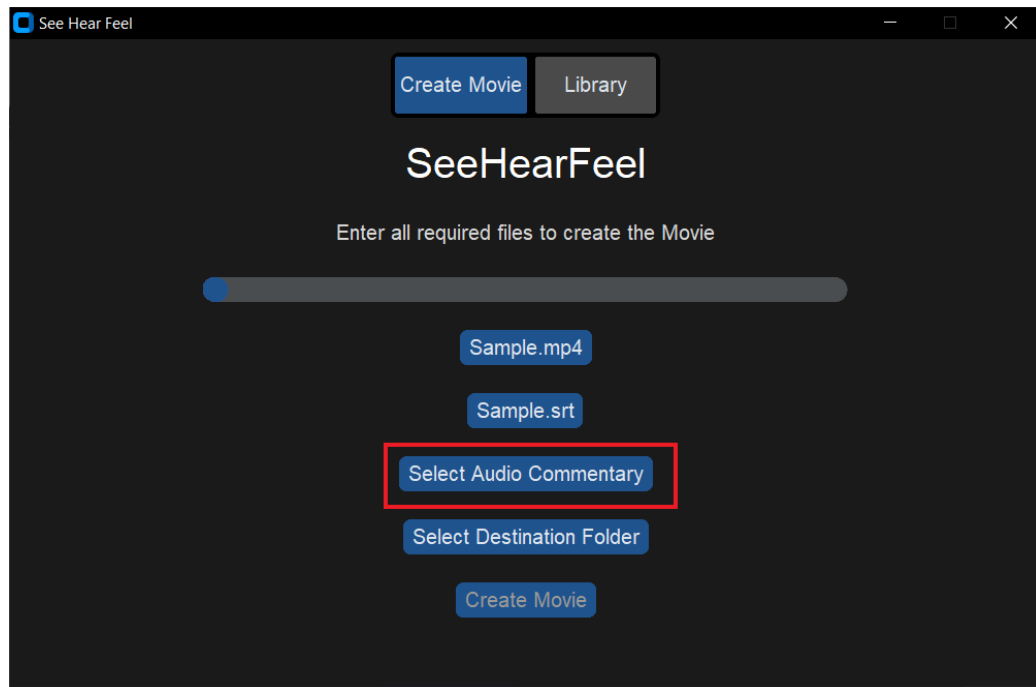 See Hear Feel
Create Movie Library
SeeHearFeel
Enter all required files to create the Movie
Sample.mp4
Sample.srt
Select Audio Commentary
Select Destination Folder
Create Movie